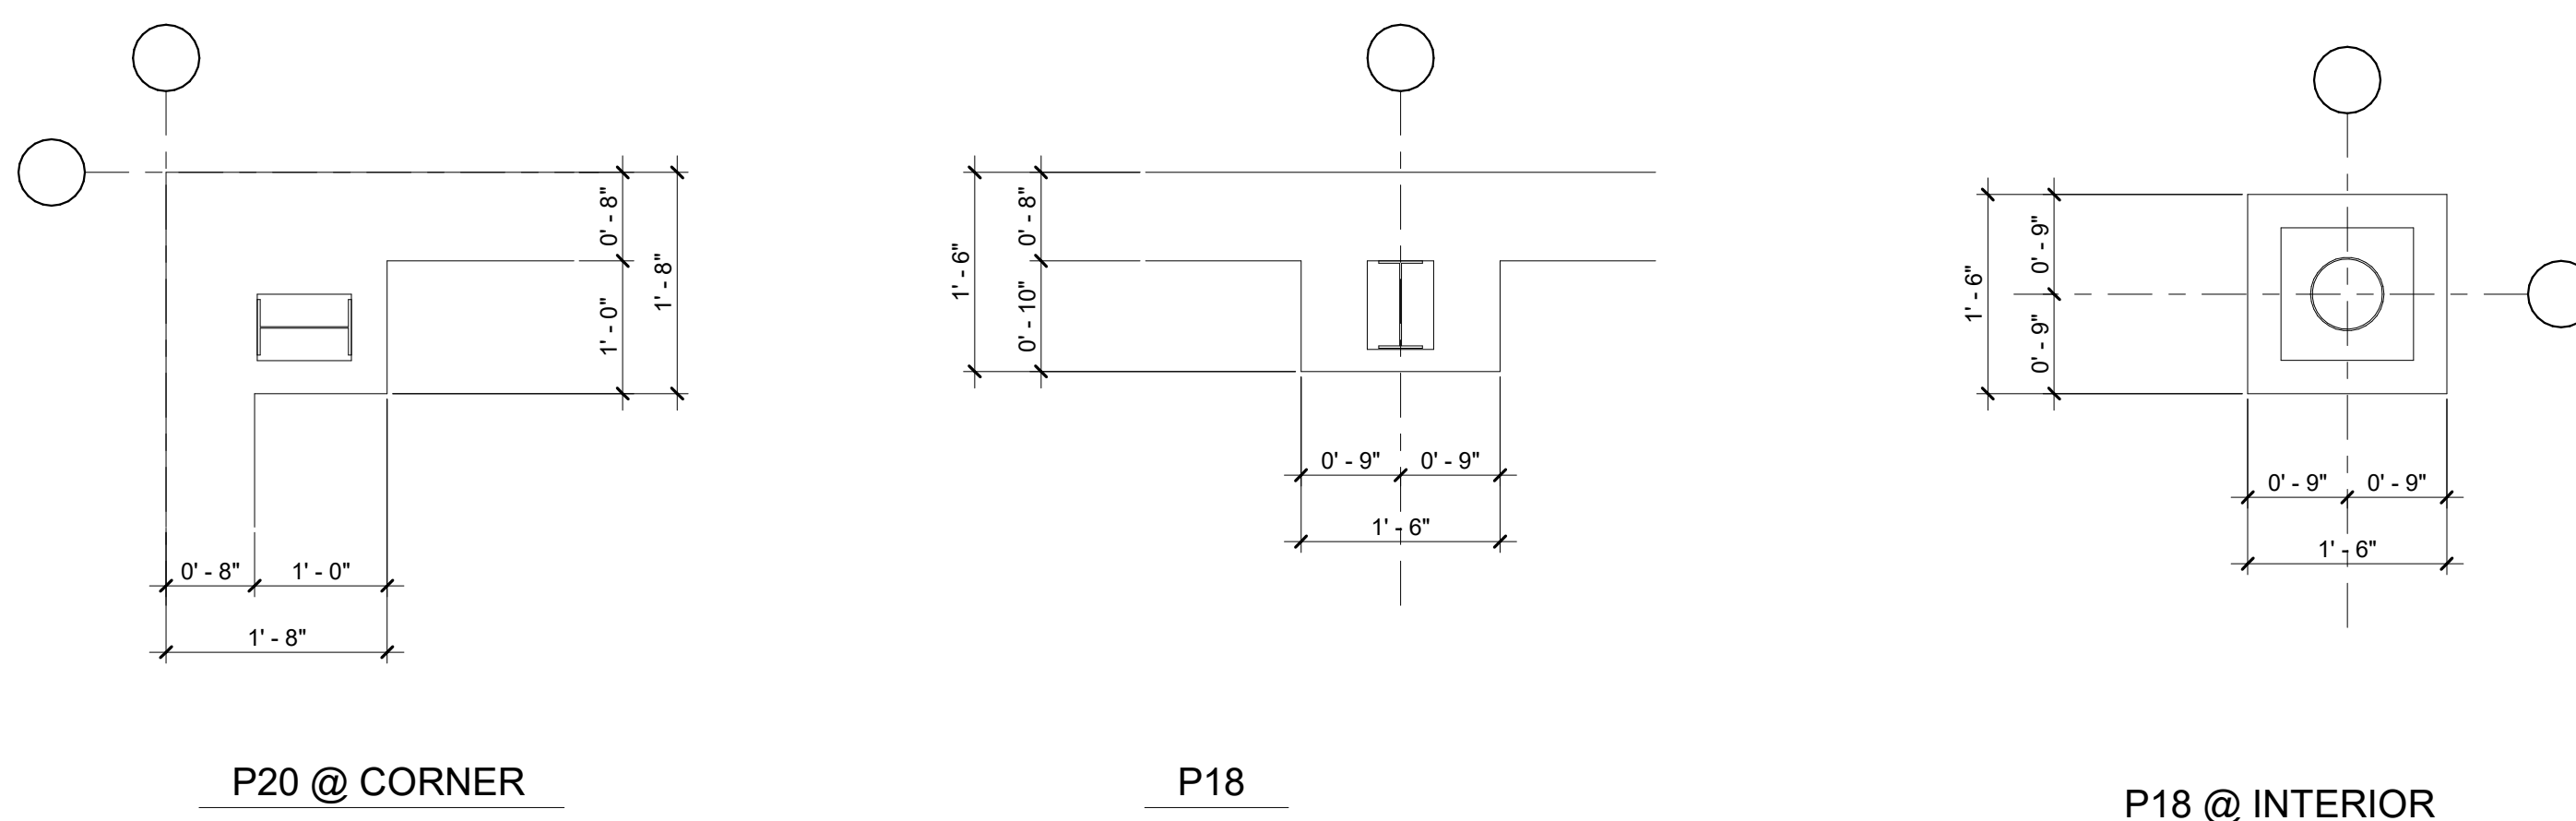 0' - 8"
1' - 0"
1' - 8"
0' - 8"
1' - 0"
1' - 8"
P20 @ CORNER
1' - 6"
0' - 8"
0' - 10"
0' - 9"
0' - 9"
1' - 6"
P18
1' - 6"
0' - 9"
0' - 9"
0' - 9"
0' - 9"
1' - 6"
P18 @ INTERIOR